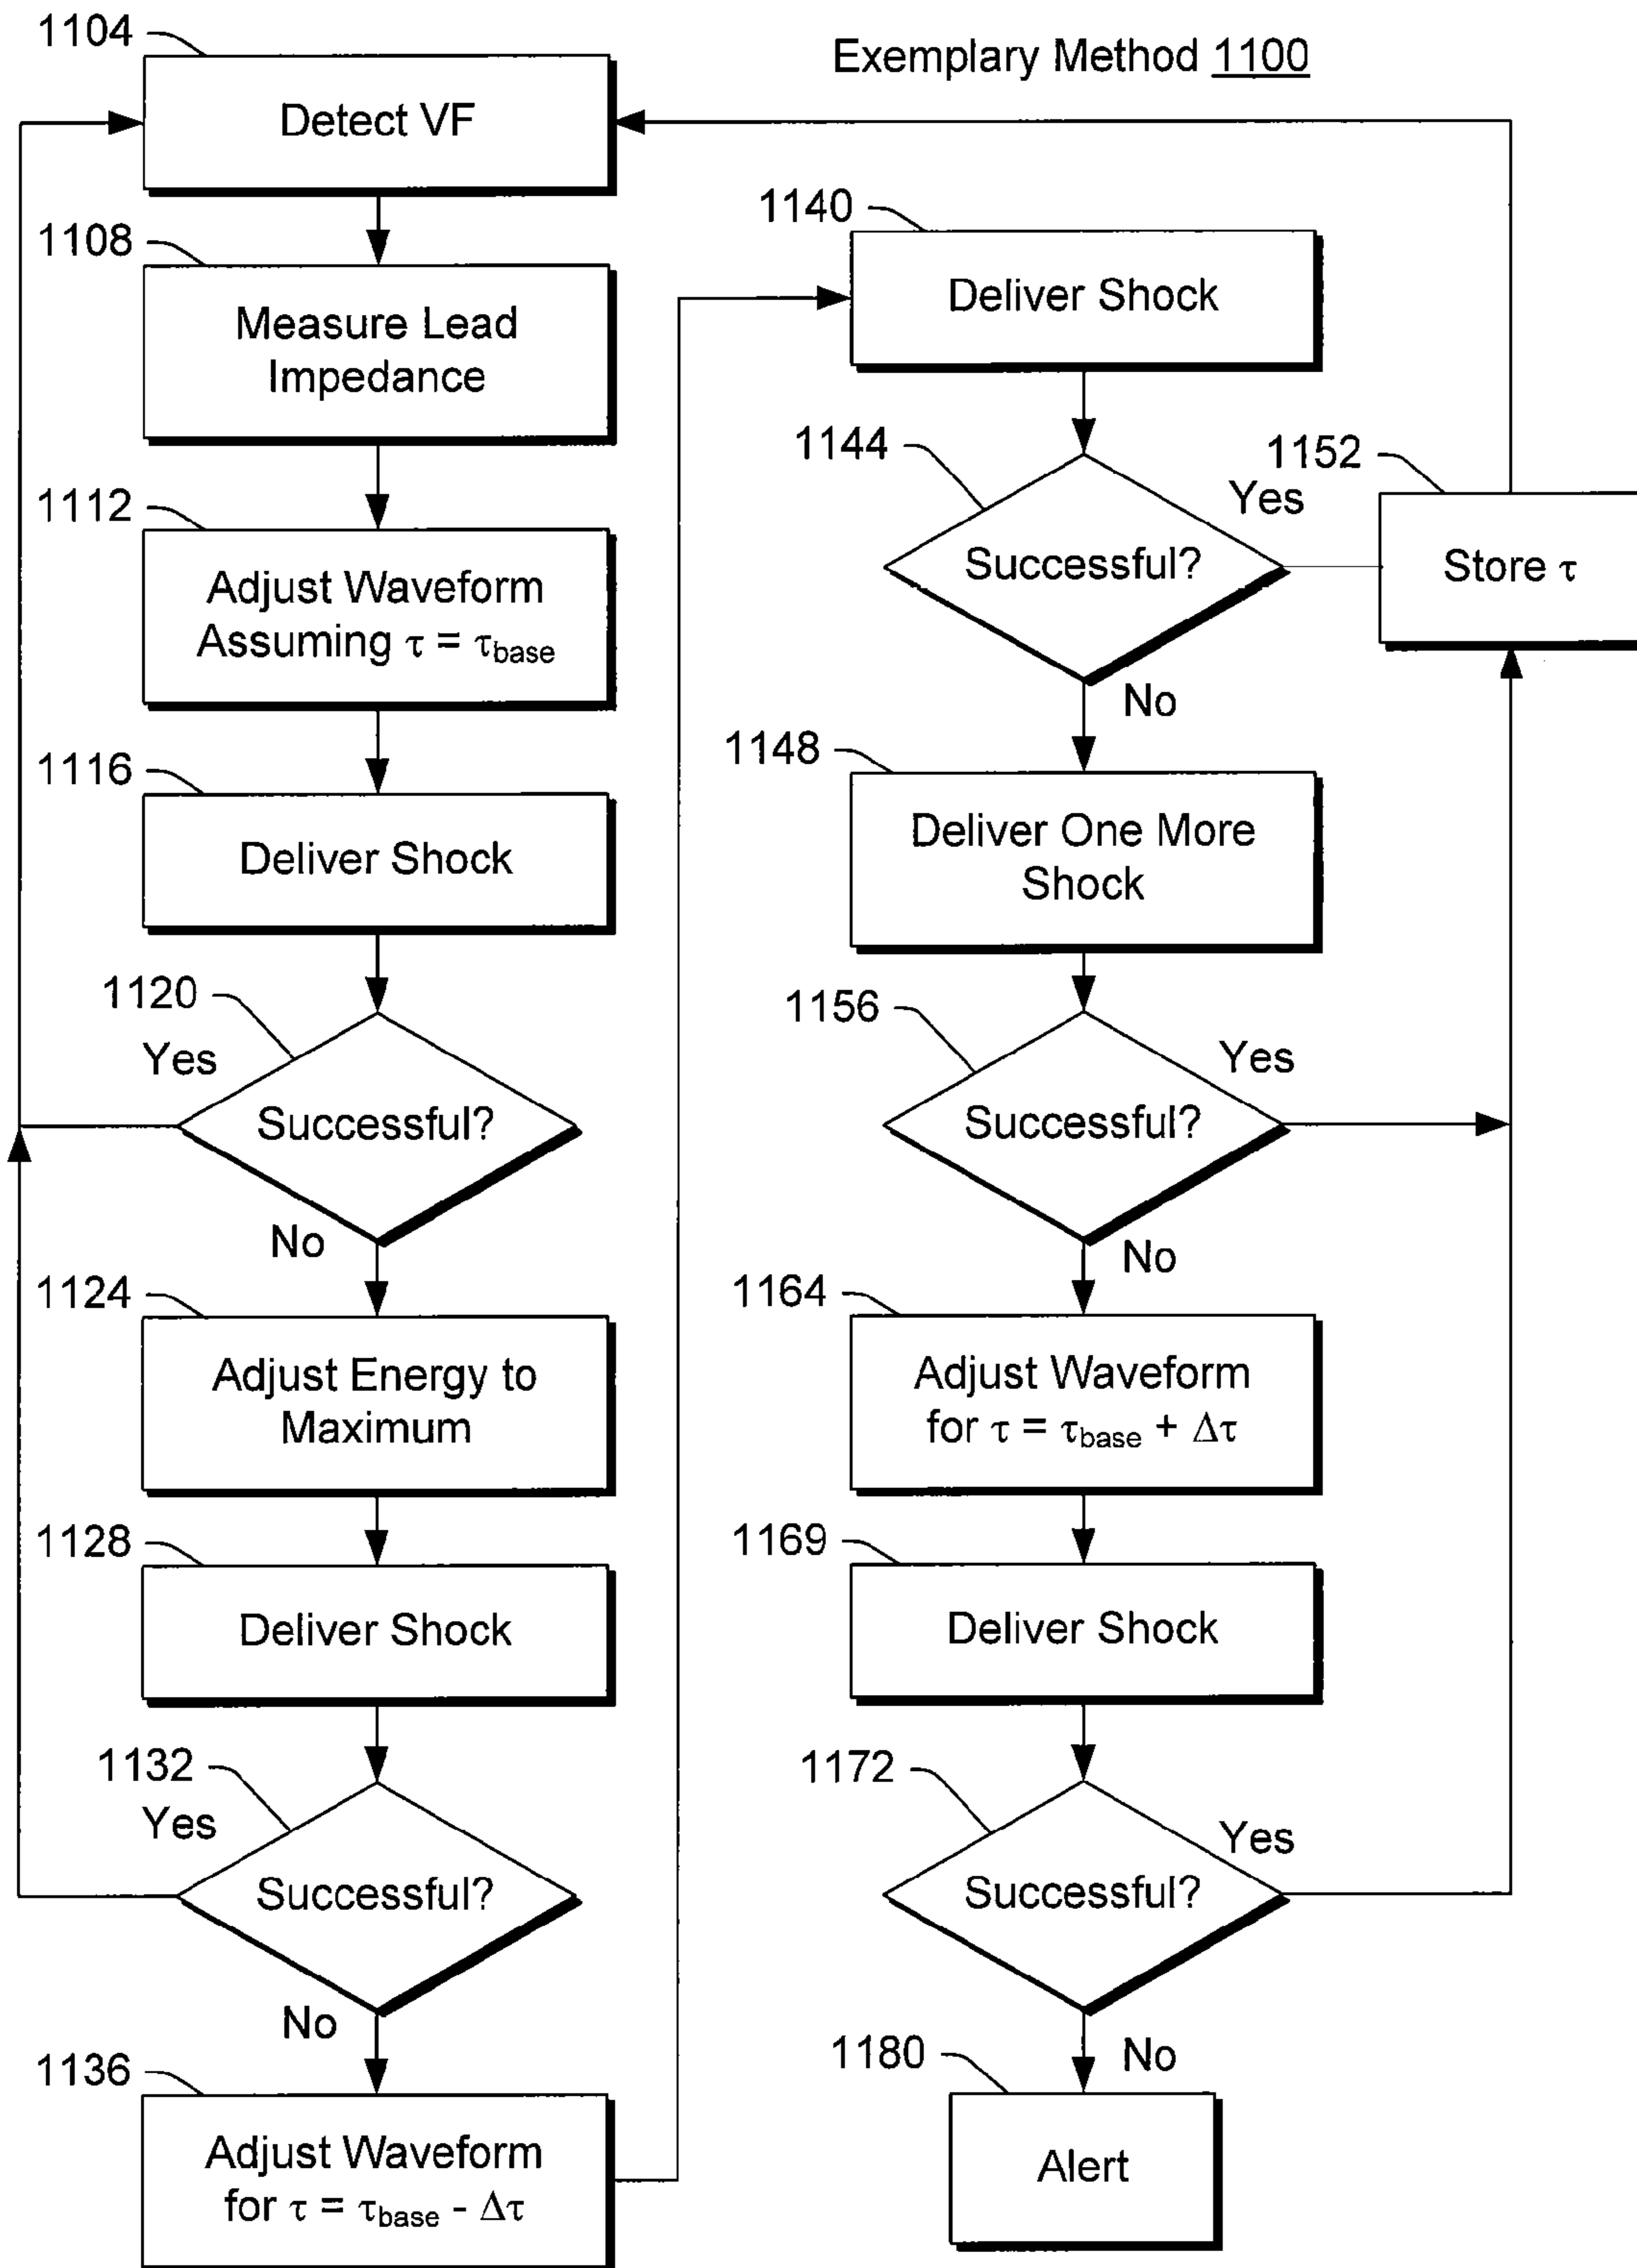 Exemplary Method 1100
1104
Detect VF
1108
Measure Lead
Impedance
1112
Adjust Waveform
Assuming τ = τbase
1116
Deliver Shock
1120
Yes
Successful?
No
1124
Adjust Energy to
Maximum
1128
Deliver Shock
1132
Yes
Successful?
No
1136
Adjust Waveform
for τ = τbase - Δτ
1140
Deliver Shock
1144
Yes
Successful?
No
1152
Store τ
1148
Deliver One More
Shock
1156
Yes
Successful?
No
1164
Adjust Waveform
for τ = τbase + Δτ
1169
Deliver Shock
1172
Yes
Successful?
No
1180
Alert